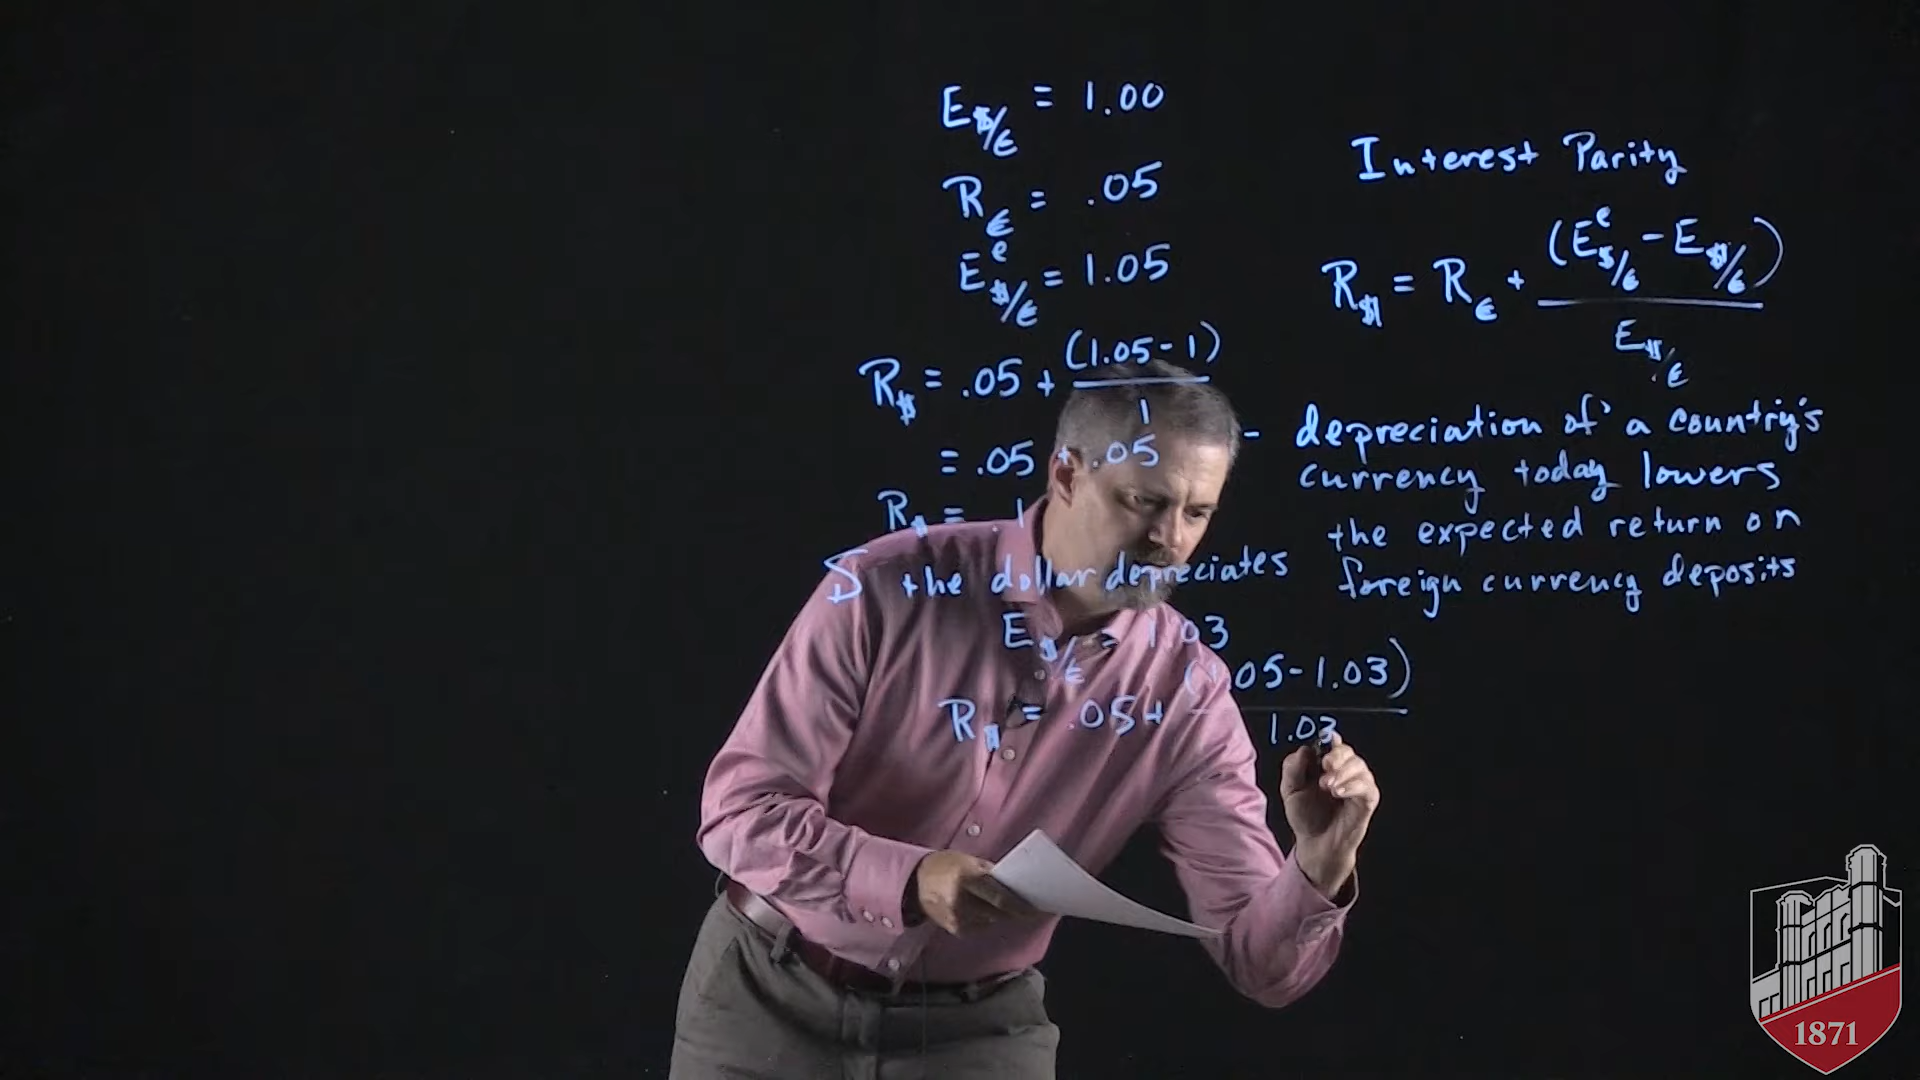 E$/€ = 1.00
R€ = .05
Eᵉ$/€ = 1.05
R$ = .05 + (1.05 - 1) / 1
= .05 + .05
R$ = .1
the dollar depreciates
E$/€ = 1.03
R$ = .05 + (1.05 - 1.03) / 1.03
Interest Parity
R$ = R€ + (Eᵉ$/€ - E$/€) / E$/€
- depreciation of a country's
currency today lowers
the expected return on
foreign currency deposits
1871